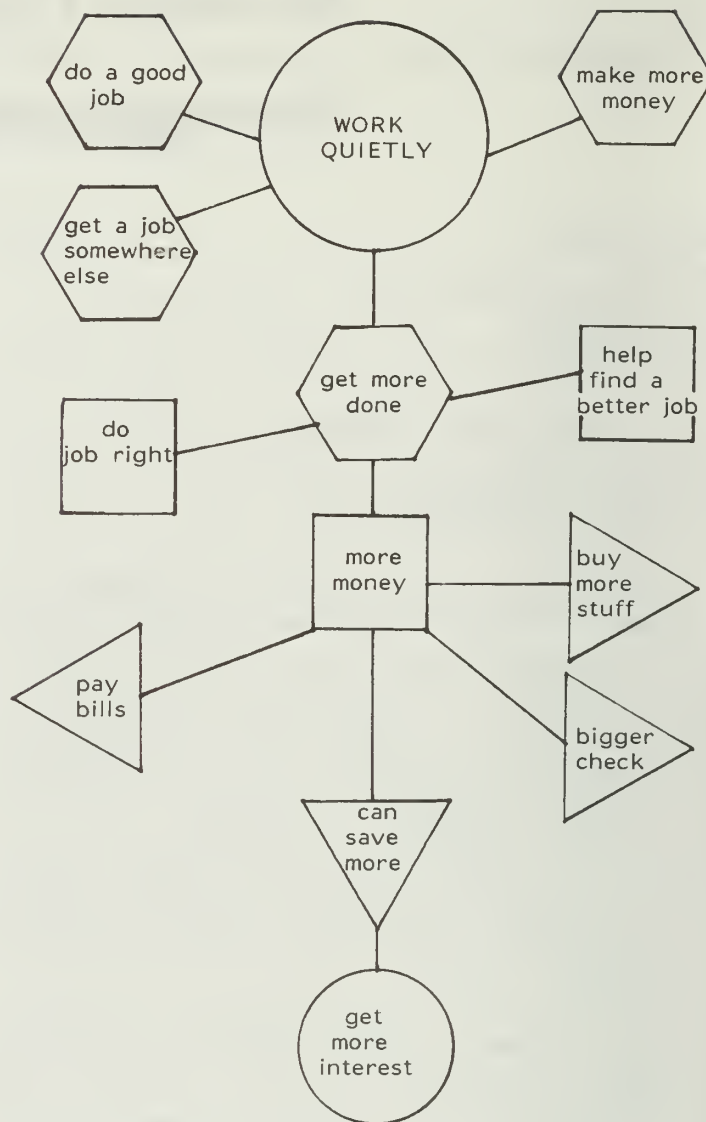 do a good
job
WORK
QUIETLY
make more
money
get a job
somewhere
else
get more
done
help
find a
better job
do
job right
more
money
buy
more
stuff
pay
bills
bigger
check
can
save
more
get
more
interest